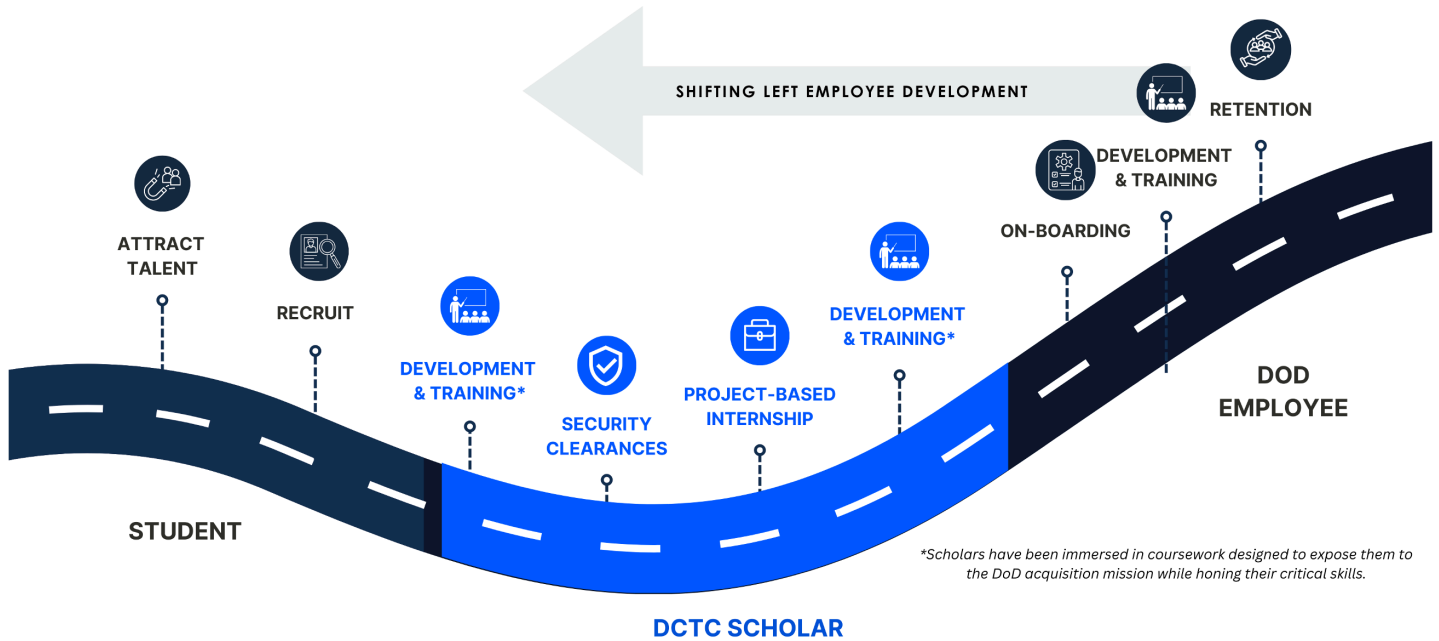 SHIFTING LEFT EMPLOYEE DEVELOPMENT
ATTRACT
TALENT
RECRUIT
DEVELOPMENT
& TRAINING*
SECURITY
CLEARANCES
PROJECT-BASED
INTERNSHIP
DEVELOPMENT
& TRAINING*
ON-BOARDING
DEVELOPMENT
& TRAINING
RETENTION
STUDENT
DCTC SCHOLAR
DOD
EMPLOYEE
*Scholars have been immersed in coursework designed to expose them to
the DoD acquisition mission while honing their critical skills.